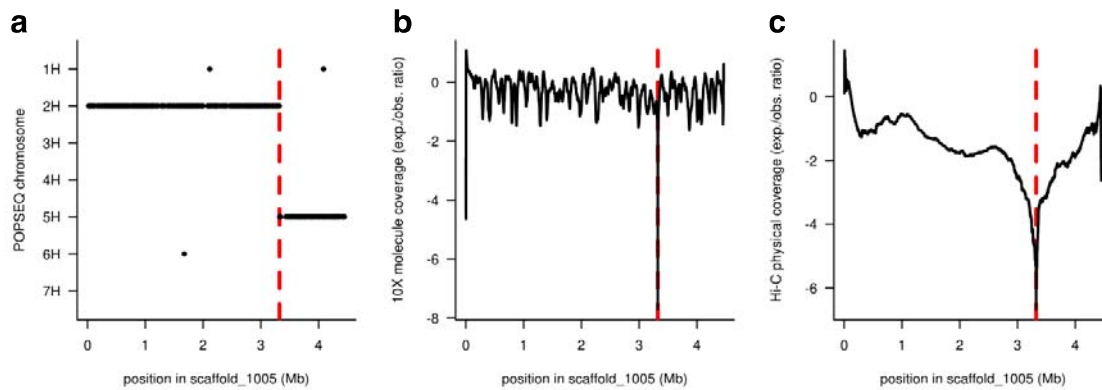 a
POPSEQ chromosome
1H
2H
3H
4H
5H
6H
7H
0
1
2
3
4
position in scaffold_1005 (Mb)
b
10X molecule coverage (exp./obs. ratio)
0
-2
-4
-6
-8
0
1
2
3
4
position in scaffold_1005 (Mb)
c
Hi-C physical coverage (exp./obs. ratio)
0
-2
-4
-6
0
1
2
3
4
position in scaffold_1005 (Mb)